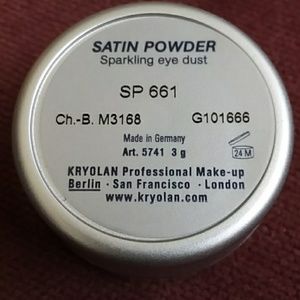 SATIN POWDER
Sparkling eye dust
SP 661
Ch.-B. M3168 G101666
Made in Germany
Art. 5741 3 g
24 M
KRYOLAN Professional Make-up
Berlin · San Francisco · London
www.kryolan.com